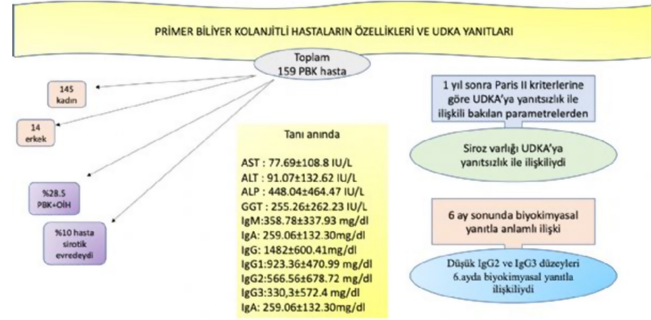 PRİMER BİLİYER KOLANJİTLİ HASTALARIN ÖZELLİKLERİ VE UDKA YANITLARI
Toplam
159 PBK hasta
145
kadın
14
erkek
%28.5
PBK+OİH
%10 hasta
sirotik
evredeydi
Tanı anında
AST : 77.69±108.8 IU/L
ALT : 91.07±132.62 IU/L
ALP : 448.04±464.47 IU/L
GGT : 255.26±262.23 IU/L
IgM:358.78±337.93 mg/dl
IgA: 259.06±132.30mg/dl
IgG: 1482±600.41mg/dl
IgG1:923.36±470.99 mg/dl
IgG2:566.56±678.72 mg/dl
IgG3:330,3±572.4 mg/dl
IgA: 259.06±132.30mg/dl
1 yıl sonra Paris II kriterlerine
göre UDKA'ya yanıtsızlık ile
ilişkili bakılan parametrelerden
Siroz varlığı UDKA'ya
yanıtsızlık ile ilişkiliydi
6 ay sonunda biyokimyasal
yanıtla anlamlı ilişki
Düşük IgG2 ve IgG3 düzeyleri
6.ayda biyokimyasal yanıtla
ilişkiliydi